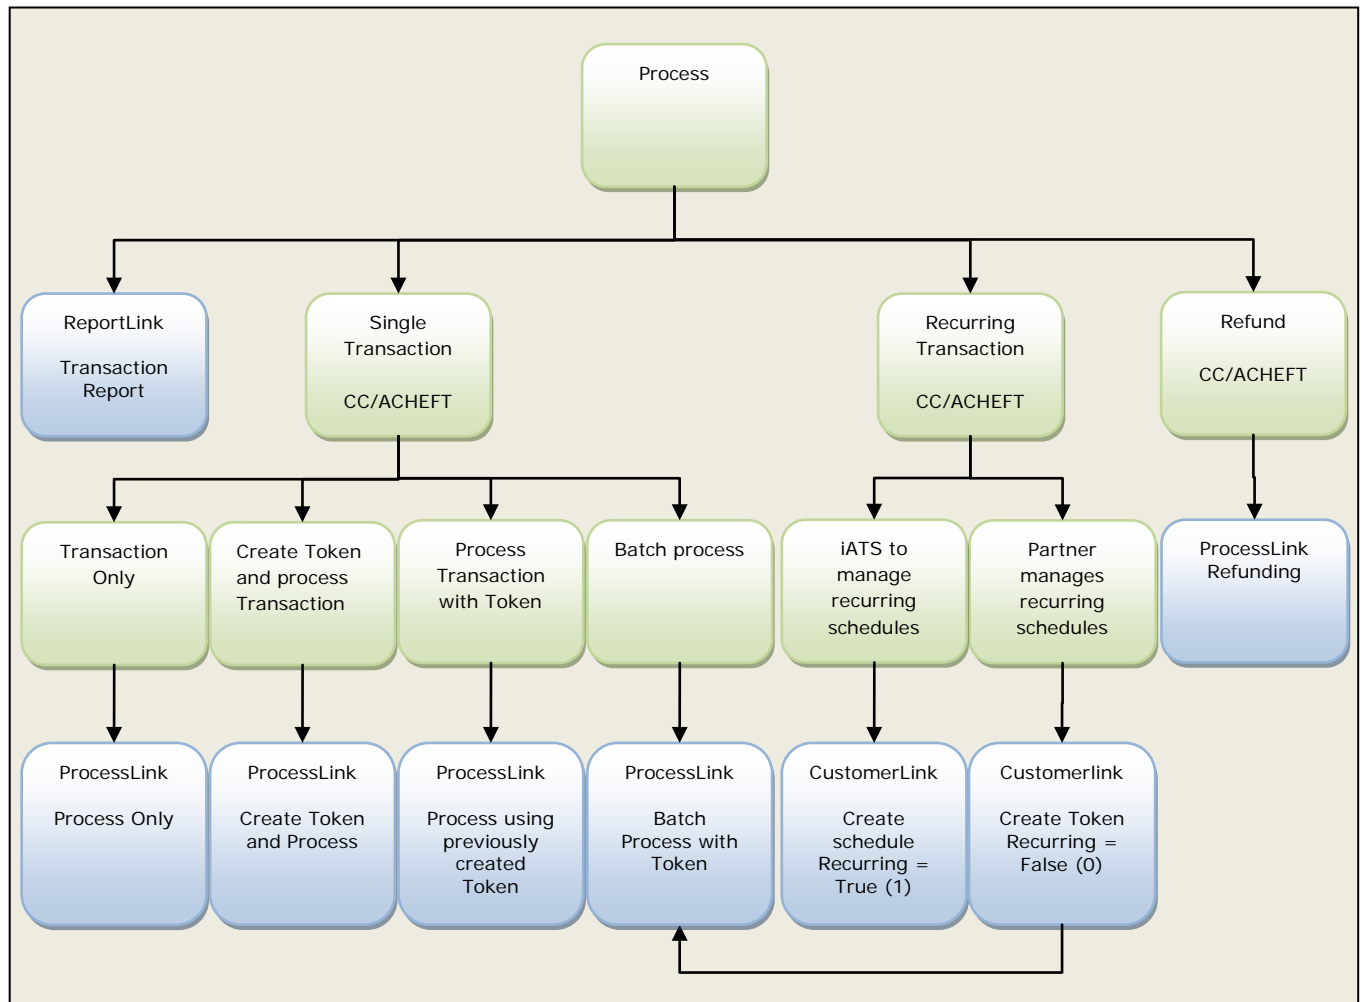 Process
ReportLink
Transaction
Report
Single
Transaction
CC/ACHEFT
Recurring
Transaction
CC/ACHEFT
Refund
CC/ACHEFT
Transaction
Only
Create Token
and process
Transaction
Process
Transaction
with Token
Batch process
iATS to
manage
recurring
schedules
Partner
manages
recurring
schedules
ProcessLink
Refunding
ProcessLink
Process Only
ProcessLink
Create Token
and Process
ProcessLink
Process using
previously
created
Token
ProcessLink
Batch
Process with
Token
CustomerLink
Create
schedule
Recurring =
True (1)
Customerlink
Create Token
Recurring =
False (0)